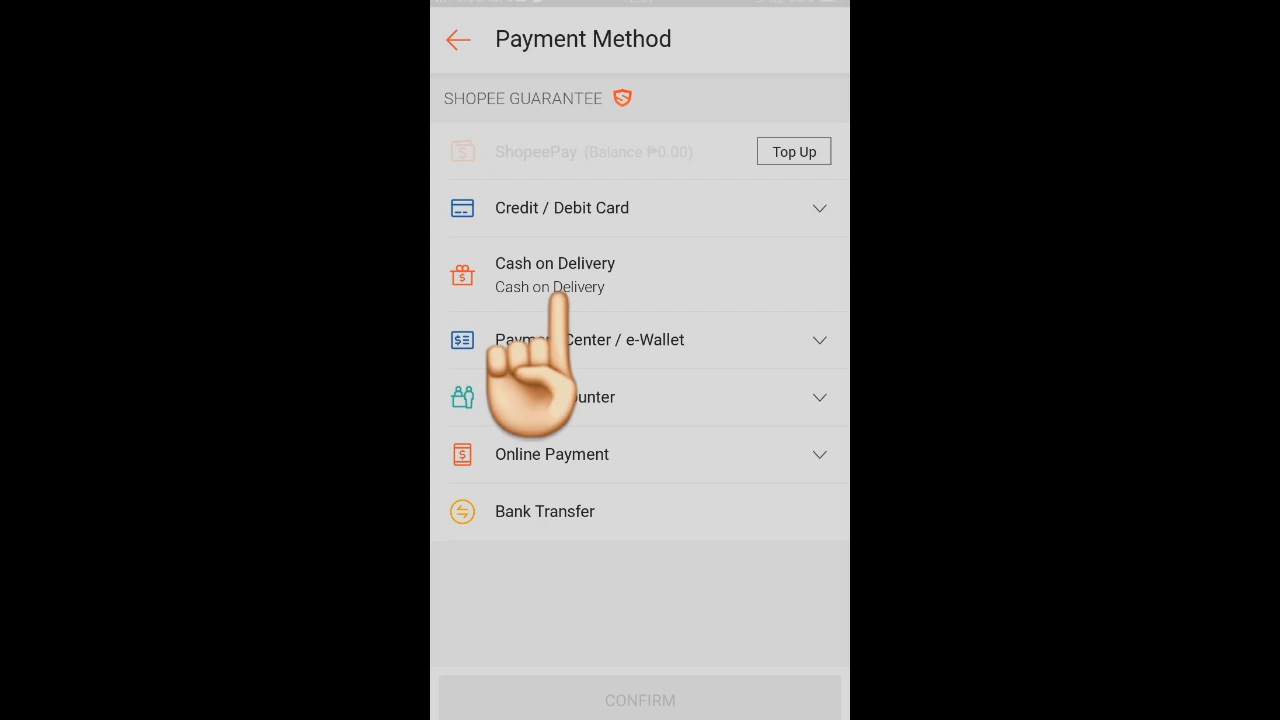 Payment Method
SHOPEE GUARANTEE
ShopeePay (Balance ₱0.00)
Top Up
Credit / Debit Card
Cash on Delivery
Cash on Delivery
Center / e-Wallet
Online Payment
Bank Transfer
CONFIRM